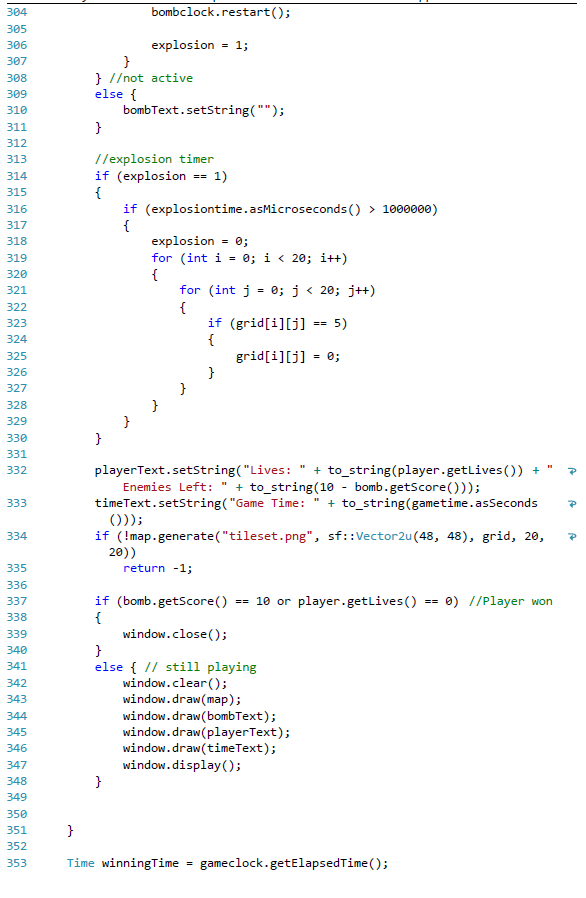 304                 bombclock.restart();
305
306                 explosion = 1;
307             }
308         } //not active
309         else {
310             bombText.setString("");
311         }
312
313         //explosion timer
314         if (explosion == 1)
315         {
316             if (explosiontime.asMicroseconds() > 1000000)
317             {
318                 explosion = 0;
319                 for (int i = 0; i < 20; i++)
320                 {
321                     for (int j = 0; j < 20; j++)
322                     {
323                         if (grid[i][j] == 5)
324                         {
325                             grid[i][j] = 0;
326                         }
327                     }
328                 }
329             }
330         }
331
332         playerText.setString("Lives: " + to_string(player.getLives()) + "
            Enemies Left: " + to_string(10 - bomb.getScore()));
333         timeText.setString("Game Time: " + to_string(gametime.asSeconds
          ()));
334         if (!map.generate("tileset.png", sf::Vector2u(48, 48), grid, 20,
          20))
335             return -1;
336
337         if (bomb.getScore() == 10 or player.getLives() == 0) //Player won
338         {
339             window.close();
340         }
341         else { // still playing
342             window.clear();
343             window.draw(map);
344             window.draw(bombText);
345             window.draw(playerText);
346             window.draw(timeText);
347             window.display();
348         }
349
350
351     }
352
353     Time winningTime = gameclock.getElapsedTime();